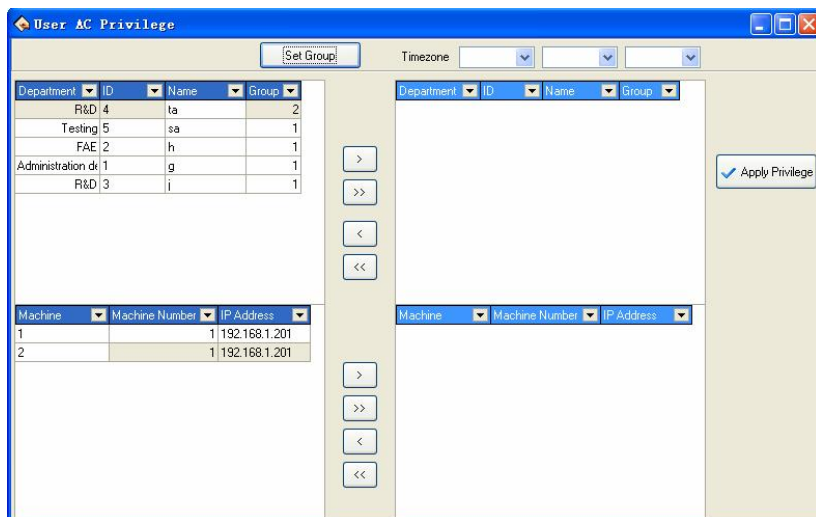 User AC Privilege
Set Group Timezone
Department ID Name Group Department ID Name Group
R&D 4 ta 2
Testing 5 sa 1
FAE 2 h 1
Administration de 1 g 1
R&D 3 j 1
>
>>
<
<<
Apply Privilege
Machine Machine Number IP Address Machine Machine Number IP Address
1 1 192.168.1.201
2 1 192.168.1.201
>
>>
<
<<